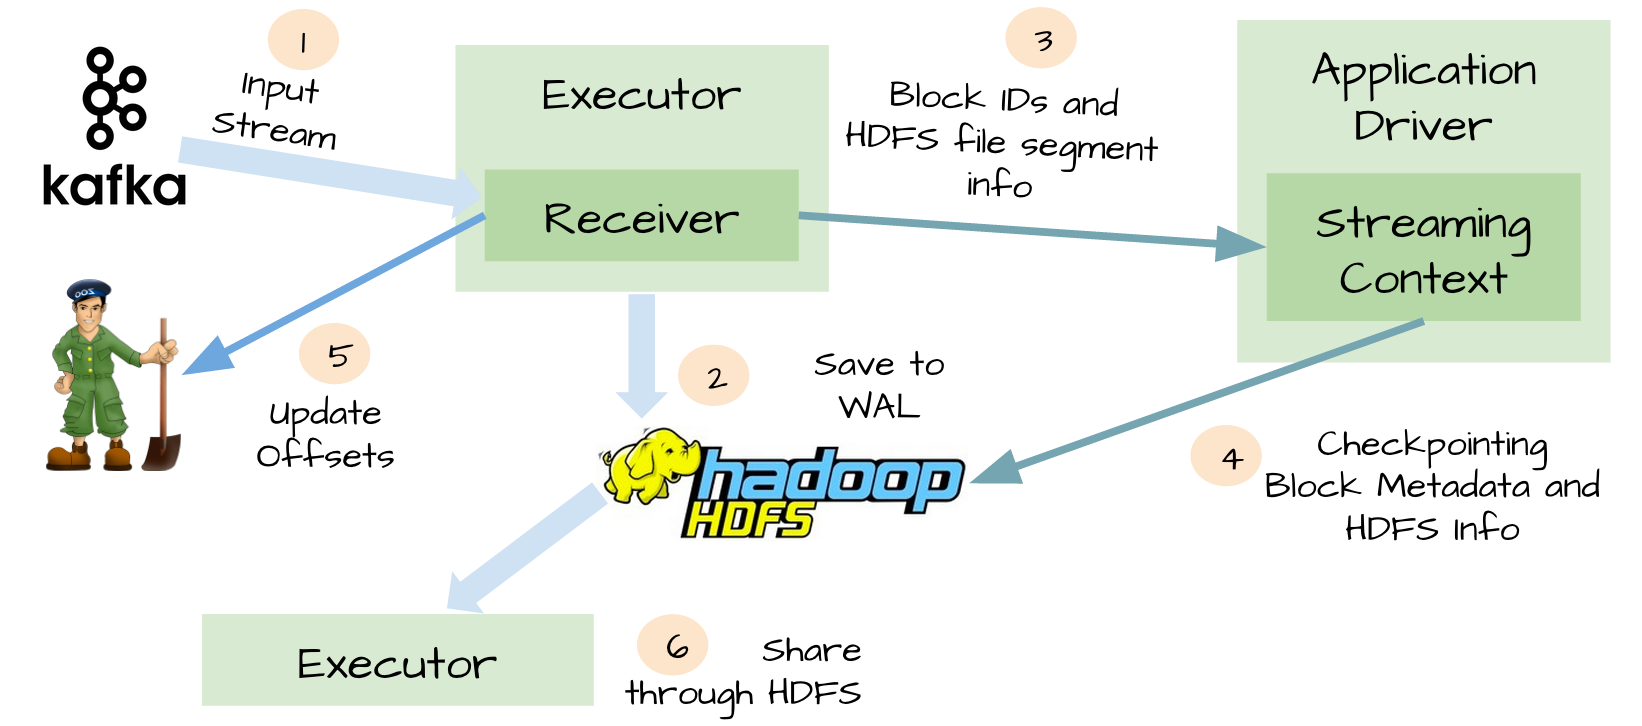 1
Input
Stream
kafka
Executor
Receiver
3
Block IDs and
HDFS file segment
info
Application
Driver
Streaming
Context
ZOO
5
Update
Offsets
2
Save to
WAL
hadoop
HDFS
4
Checkpointing
Block Metadata and
HDFS Info
Executor
6
Share
through HDFS